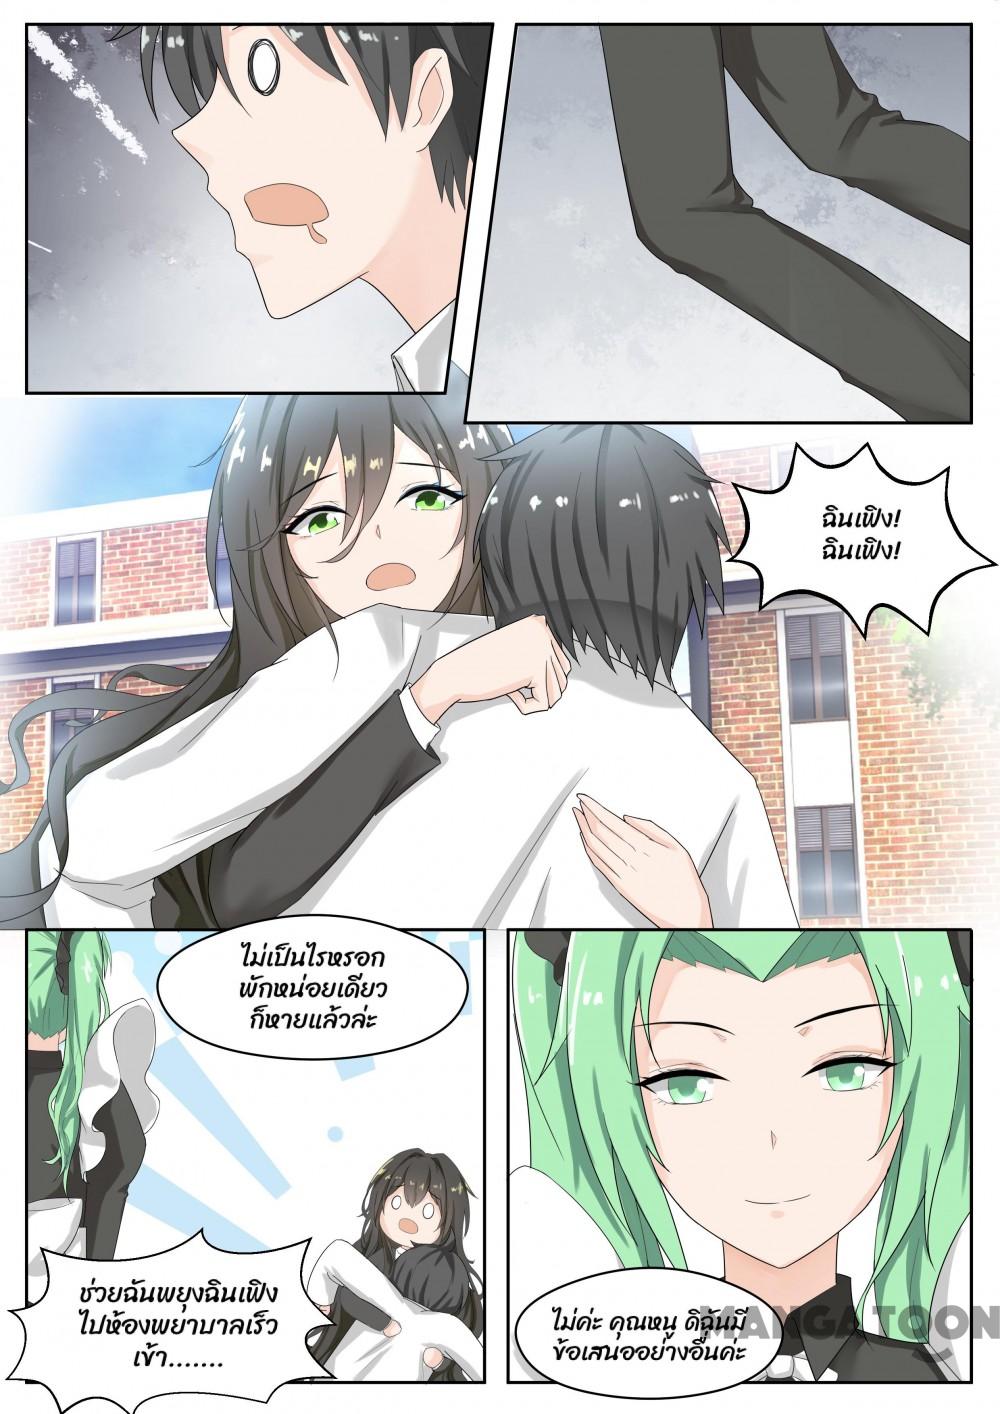 ฉินเฟิง!
ฉินเฟิง!
ไม่เป็นไรหรอก
พักหน่อยเดียว
ก็หายแล้วล่ะ
ช่วยฉันพยุงฉินเฟิง
ไปห้องพยาบาลเร็ว
เข้า.......
ไม่ค่ะ คุณหนู ดิฉันมี
ข้อเสนออย่างอื่นค่ะ
MANGATOON